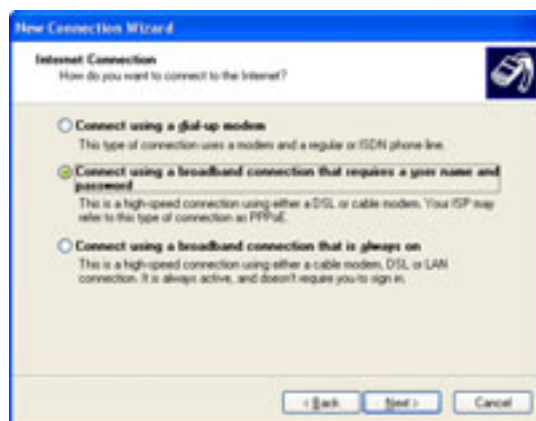 New Connection Wizard
Internet Connection
How do you want to connect to the Internet?
Connect using a dial-up modem
This type of connection uses a modem and a regular or ISDN phone line.
Connect using a broadband connection that requires a user name and
password
This is a high-speed connection using either a DSL or cable modem. Your ISP may
refer to this type of connection as PPPoE.
Connect using a broadband connection that is always on
This is a high-speed connection using either a cable modem, DSL or LAN
connection. It is always active, and doesn't require you to sign in.
< Back Next > Cancel